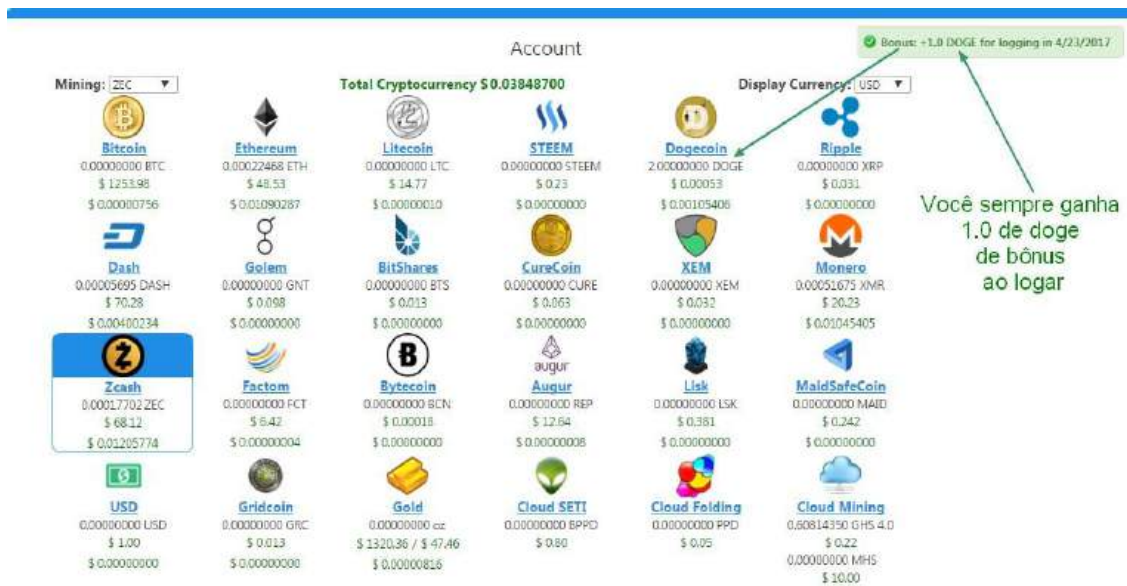 Account
Bonus: +1.0 DOGE for logging in 4/23/2017
Mining: ZEC
Total Cryptocurrency $0.03848700
Display Currency: USD
Bitcoin
Ethereum
Litecoin
STEEM
Dogecoin
Ripple
0.00000000 BTC
0.00022468 ETH
0.00000000 LTC
0.00000000 STEEM
2.00000000 DOGE
0.00000000 XRP
$ 1253.98
$ 48.53
$ 14.77
$ 0.23
$ 0.00053
$ 0.031
$ 0.00000756
$ 0.01090287
$ 0.00000010
$ 0.00000000
$ 0.00105406
$ 0.00000000
Você sempre ganha
1.0 de doge
de bônus
ao logar
Dash
Golem
BitShares
CureCoin
XEM
Monero
0.00005695 DASH
0.00000000 GNT
0.00000000 BTS
0.00000000 CURE
0.00000000 XEM
0.00051675 XMR
$ 70.28
$ 0.098
$ 0.013
$ 0.063
$ 0.032
$ 20.23
$ 0.00400234
$ 0.00000000
$ 0.00000000
$ 0.00000000
$ 0.00000000
$ 0.01045405
augur
Zcash
Factom
Bytecoin
Augur
Lisk
MaidSafeCoin
0.00017702 ZEC
0.00000000 FCT
0.00000000 BCN
0.00000000 REP
0.00000000 LSK
0.00000000 MAID
$ 68.12
$ 6.42
$ 0.00018
$ 12.64
$ 0.381
$ 0.242
$ 0.01205774
$ 0.00000004
$ 0.00000000
$ 0.00000008
$ 0.00000000
$ 0.00000000
USD
Gridcoin
Gold
Cloud SETI
Cloud Folding
Cloud Mining
0.00000000 USD
0.00000000 GRC
0.00000000 oz
0.00000000 BPPD
0.00000000 PPD
0.60814350 GHS 4.0
$ 1.00
$ 0.013
$ 1320.36 / $ 47.46
$ 0.80
$ 0.05
$ 0.22
$ 0.00000000
$ 0.00000000
$ 0.00000816
0.00000000 MHS
$ 10.00